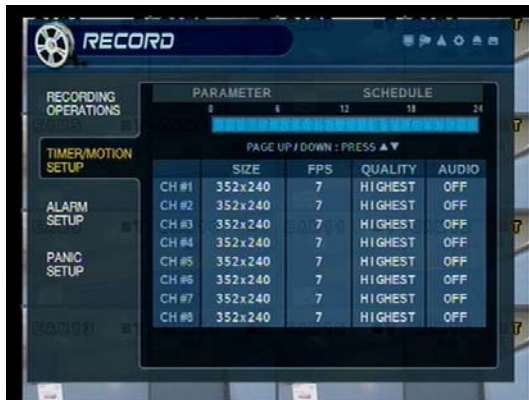 RECORD
RECORDING OPERATIONS
TIMER/MOTION SETUP
ALARM SETUP
PANIC SETUP
PARAMETER SCHEDULE
0 6 12 18 24
PAGE UP / DOWN : PRESS ▲▼
SIZE FPS QUALITY AUDIO
CH #1 352x240 7 HIGHEST OFF
CH #2 352x240 7 HIGHEST OFF
CH #3 352x240 7 HIGHEST OFF
CH #4 352x240 7 HIGHEST OFF
CH #5 352x240 7 HIGHEST OFF
CH #6 352x240 7 HIGHEST OFF
CH #7 352x240 7 HIGHEST OFF
CH #8 352x240 7 HIGHEST OFF